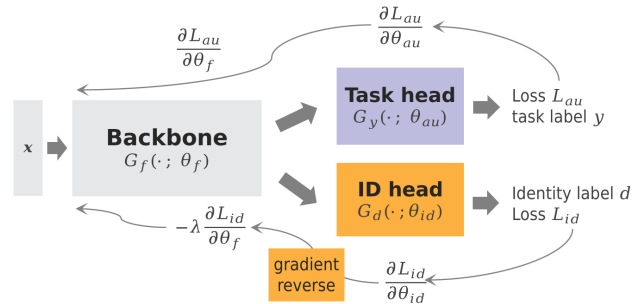 ∂L_au/∂θ_f
∂L_au/∂θ_au
x
Backbone
G_f(·; θ_f)
Task head
G_y(·; θ_au)
Loss L_au
task label y
ID head
G_d(·; θ_id)
Identity label d
Loss L_id
−λ ∂L_id/∂θ_f
gradient
reverse
∂L_id/∂θ_id